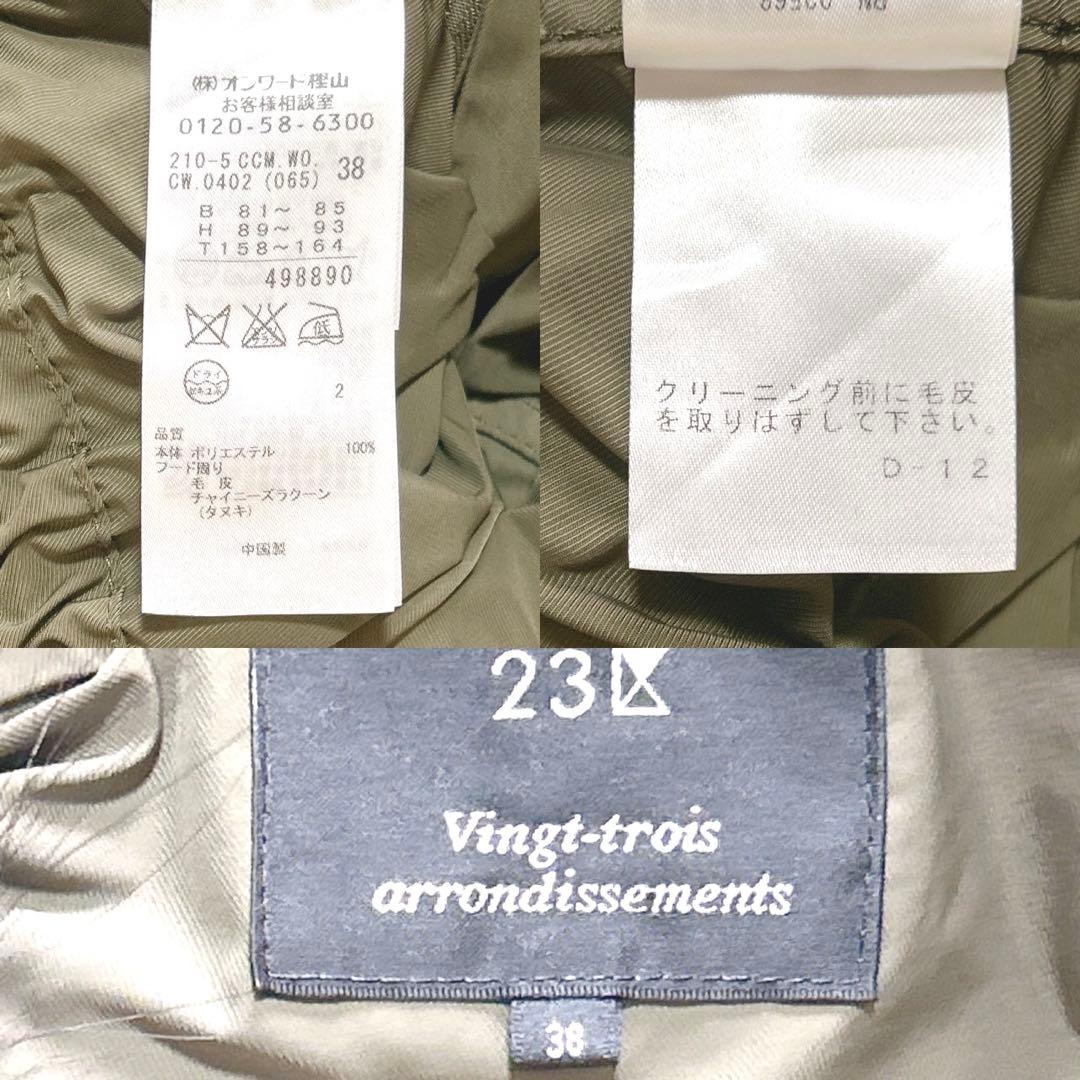 (株)オンワード樫山
お客様相談室
0120-58-6300
210-5 CCM.WO.
CW.0402 (065) 38
B 81～ 85
H 89～ 93
T158～164
498890
低
ドライ
セキユ系
2
品質
本体 ポリエステル 100%
フード周り
毛 皮
チャイニーズラクーン
(タヌキ)
中国製
クリーニング前に毛皮
を取りはずして下さい。
D-12
23区
Vingt-trois
arrondissements
38